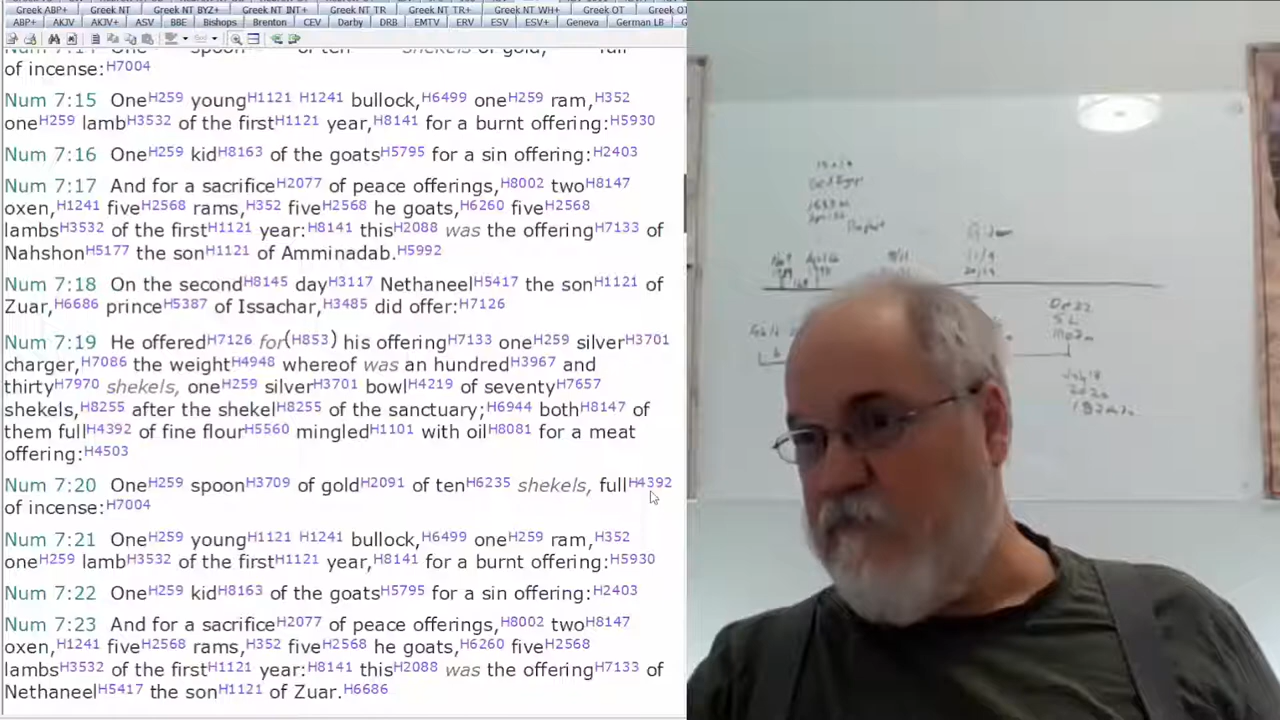 Greek ABP+ Greek NT Greek NT BYZ+ Greek NT INT+ Greek NT TR Greek NT TR+ Greek NT WH+ Greek OT
ABP+ AKJV AKJV+ ASV BBE Bishops Brenton CEV Darby DRB EMTV ERV ESV ESV+ Geneva German LB
of incense:H7004
Num 7:15 OneH259 youngH1121 H1241 bullock,H6499 oneH259 ram,H352
oneH259 lambH3532 of the firstH1121 year,H8141 for a burnt offering:H5930
Num 7:16 OneH259 kidH8163 of the goatsH5795 for a sin offering:H2403
Num 7:17 And for a sacrificeH2077 of peace offerings,H8002 twoH8147
oxen,H1241 fiveH2568 rams,H352 fiveH2568 he goats,H6260 fiveH2568
lambsH3532 of the firstH1121 year:H8141 thisH2088 was the offeringH7133 of
NahshonH5177 the sonH1121 of Amminadab.H5992
Num 7:18 On the secondH8145 dayH3117 NethaneelH5417 the sonH1121 of
Zuar,H6686 princeH5387 of Issachar,H3485 did offer:H7126
Num 7:19 He offeredH7126 for(H853) his offeringH7133 oneH259 silverH3701
charger,H7086 the weightH4948 whereof was an hundredH3967 and
thirtyH7970 shekels, oneH259 silverH3701 bowlH4219 of seventyH7657
shekels,H8255 after the shekelH8255 of the sanctuary;H6944 bothH8147 of
them fullH4392 of fine flourH5560 mingledH1101 with oilH8081 for a meat
offering:H4503
Num 7:20 OneH259 spoonH3709 of goldH2091 of tenH6235 shekels, fullH4392
of incense:H7004
Num 7:21 OneH259 youngH1121 H1241 bullock,H6499 oneH259 ram,H352
oneH259 lambH3532 of the firstH1121 year,H8141 for a burnt offering:H5930
Num 7:22 OneH259 kidH8163 of the goatsH5795 for a sin offering:H2403
Num 7:23 And for a sacrificeH2077 of peace offerings,H8002 twoH8147
oxen,H1241 fiveH2568 rams,H352 fiveH2568 he goats,H6260 fiveH2568
lambsH3532 of the firstH1121 year:H8141 thisH2088 was the offeringH7133 of
NethaneelH5417 the sonH1121 of Zuar.H6686
11/9
2019
July 18
2020